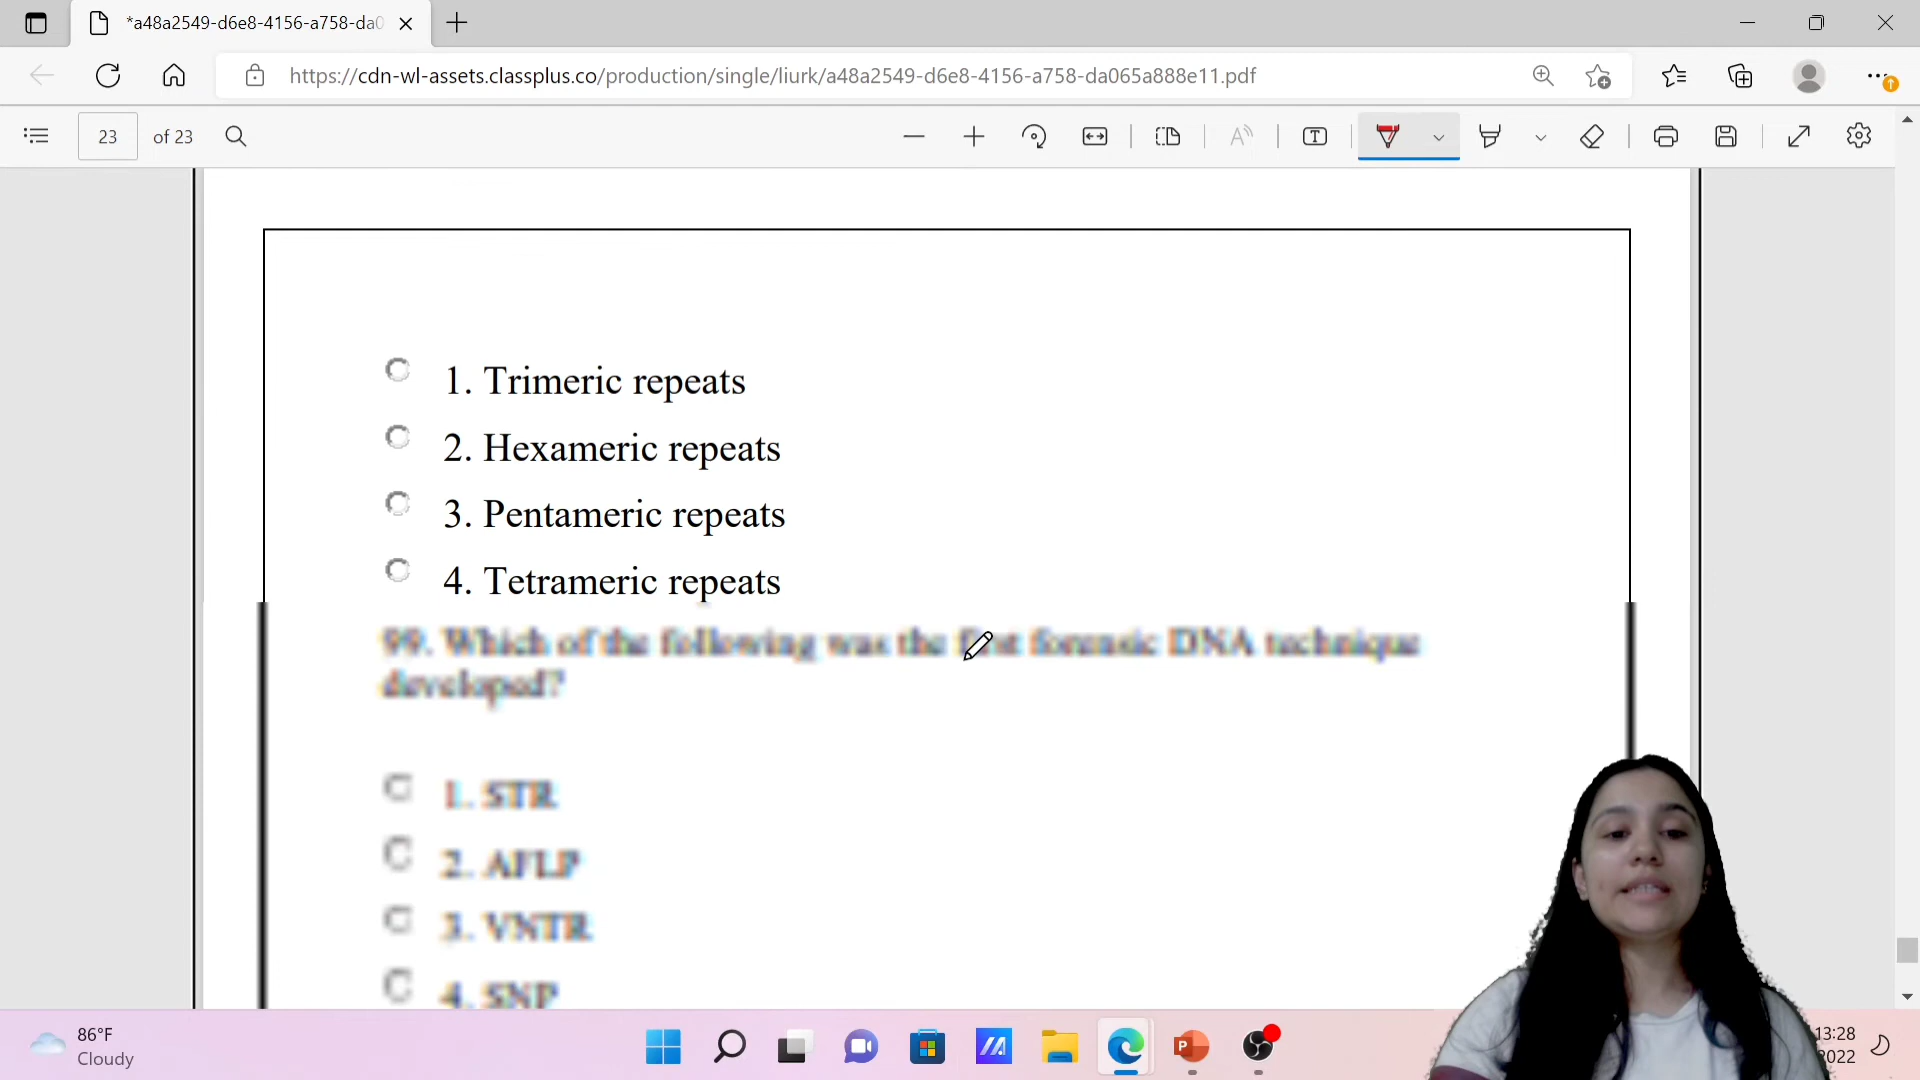 *a48a2549-d6e8-4156-a758-da0
https://cdn-wl-assets.classplus.co/production/single/liurk/a48a2549-d6e8-4156-a758-da065a888e11.pdf
23 of 23
1. Trimeric repeats
2. Hexameric repeats
3. Pentameric repeats
4. Tetrameric repeats
99. Which of the following was the first forensic DNA technique
developed?
1. STR
2. AFLP
3. VNTR
4. SNP
86°F
Cloudy
13:28
2022